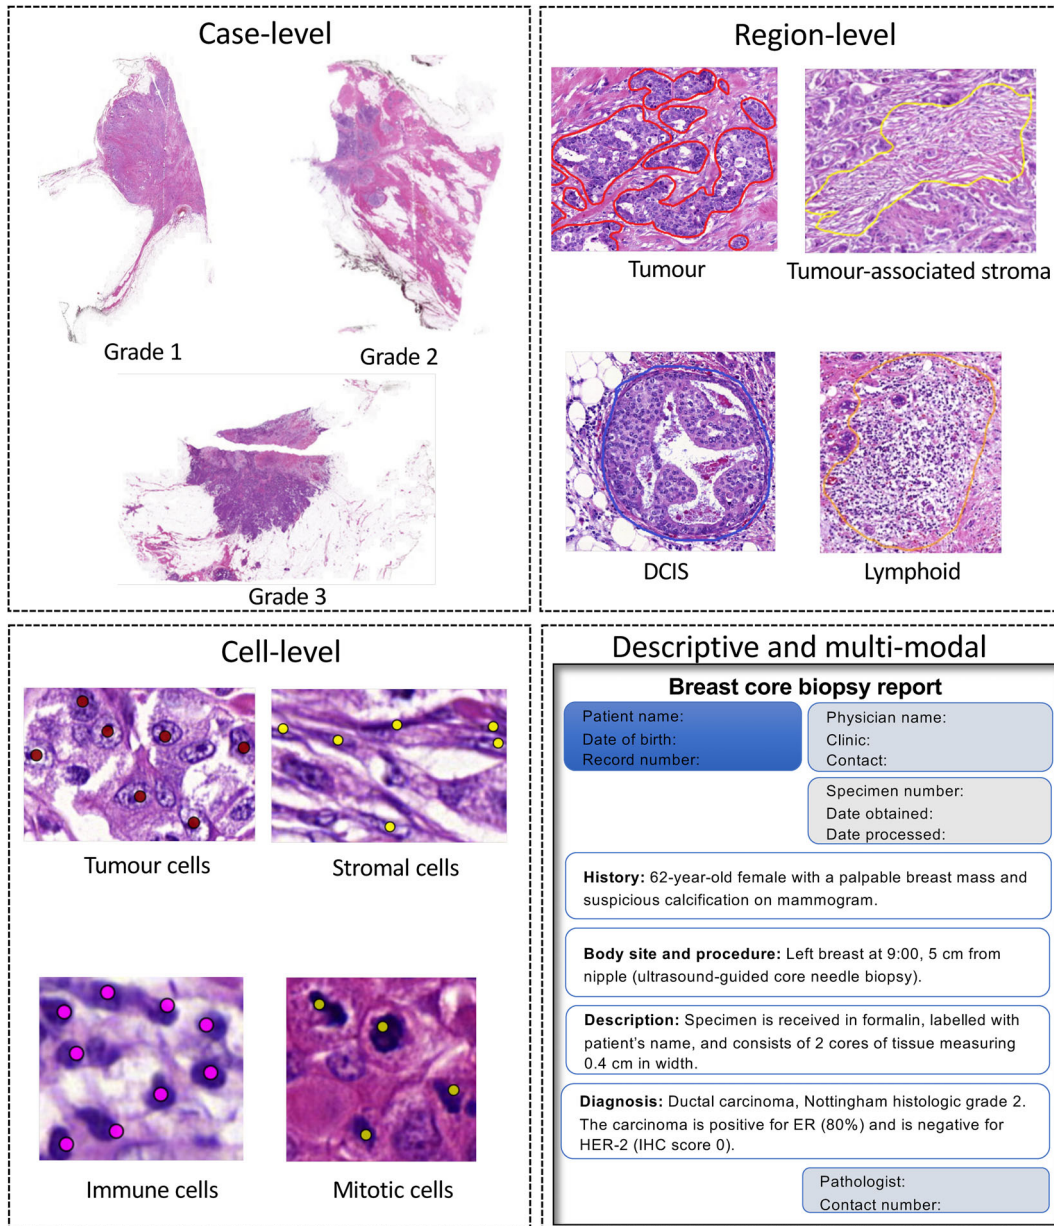 Case-level
Grade 1
Grade 2
Grade 3
Region-level
Tumour
Tumour-associated stroma
DCIS
Lymphoid
Cell-level
Tumour cells
Stromal cells
Immune cells
Mitotic cells
Descriptive and multi-modal
Breast core biopsy report
Patient name:
Date of birth:
Record number:
Physician name:
Clinic:
Contact:
Specimen number:
Date obtained:
Date processed:
History: 62-year-old female with a palpable breast mass and
suspicious calcification on mammogram.
Body site and procedure: Left breast at 9:00, 5 cm from
nipple (ultrasound-guided core needle biopsy).
Description: Specimen is received in formalin, labelled with
patient's name, and consists of 2 cores of tissue measuring
0.4 cm in width.
Diagnosis: Ductal carcinoma, Nottingham histologic grade 2.
The carcinoma is positive for ER (80%) and is negative for
HER-2 (IHC score 0).
Pathologist:
Contact number: